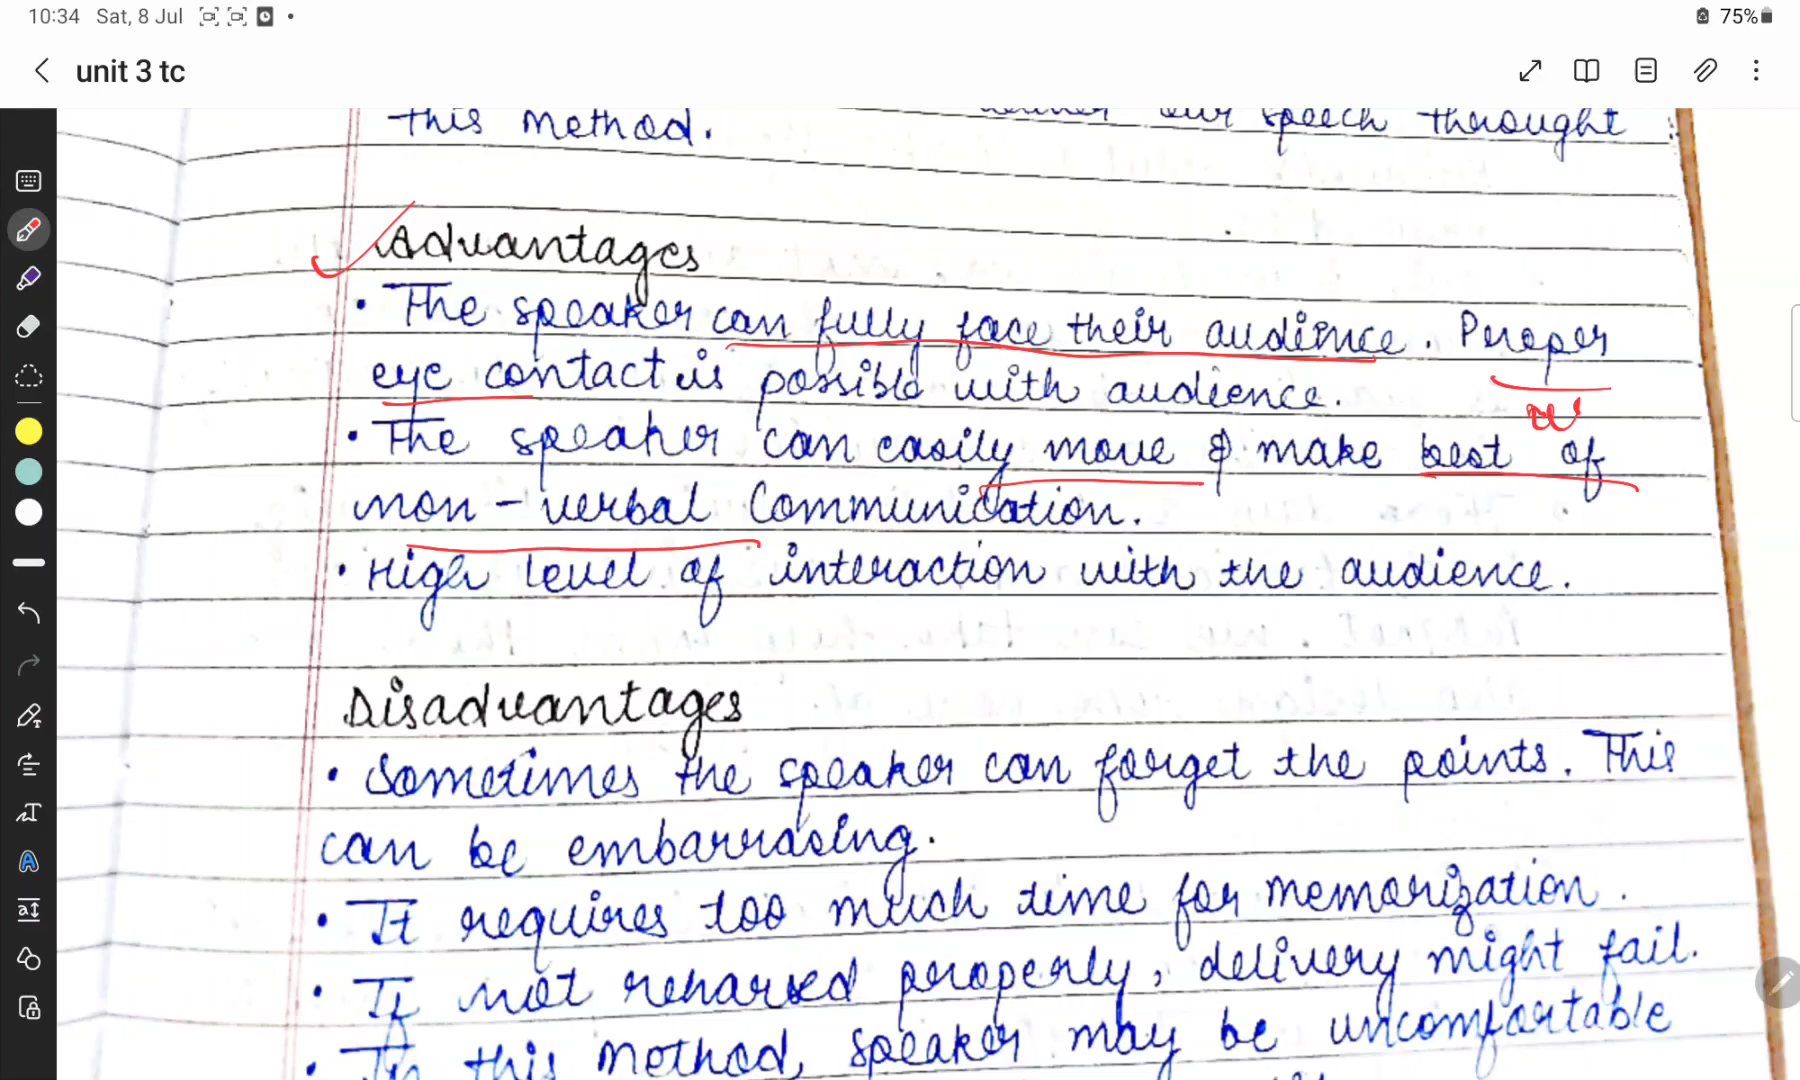 10:34 Sat, 8 Jul
75%
unit 3 tc
this method. our speech throught
Advantages
• The speaker can fully face their audience. Proper
eye contact is possible with audience.
• The speaker can easily move & make best of
non-verbal Communication.
• High level of interaction with the audience.
Disadvantages
• Sometimes the speaker can forget the points. This
can be embarrasing.
• It requires too much time for memorization.
• If not reharsed properly, delivery might fail.
• In this method, speaker may be uncomfortable